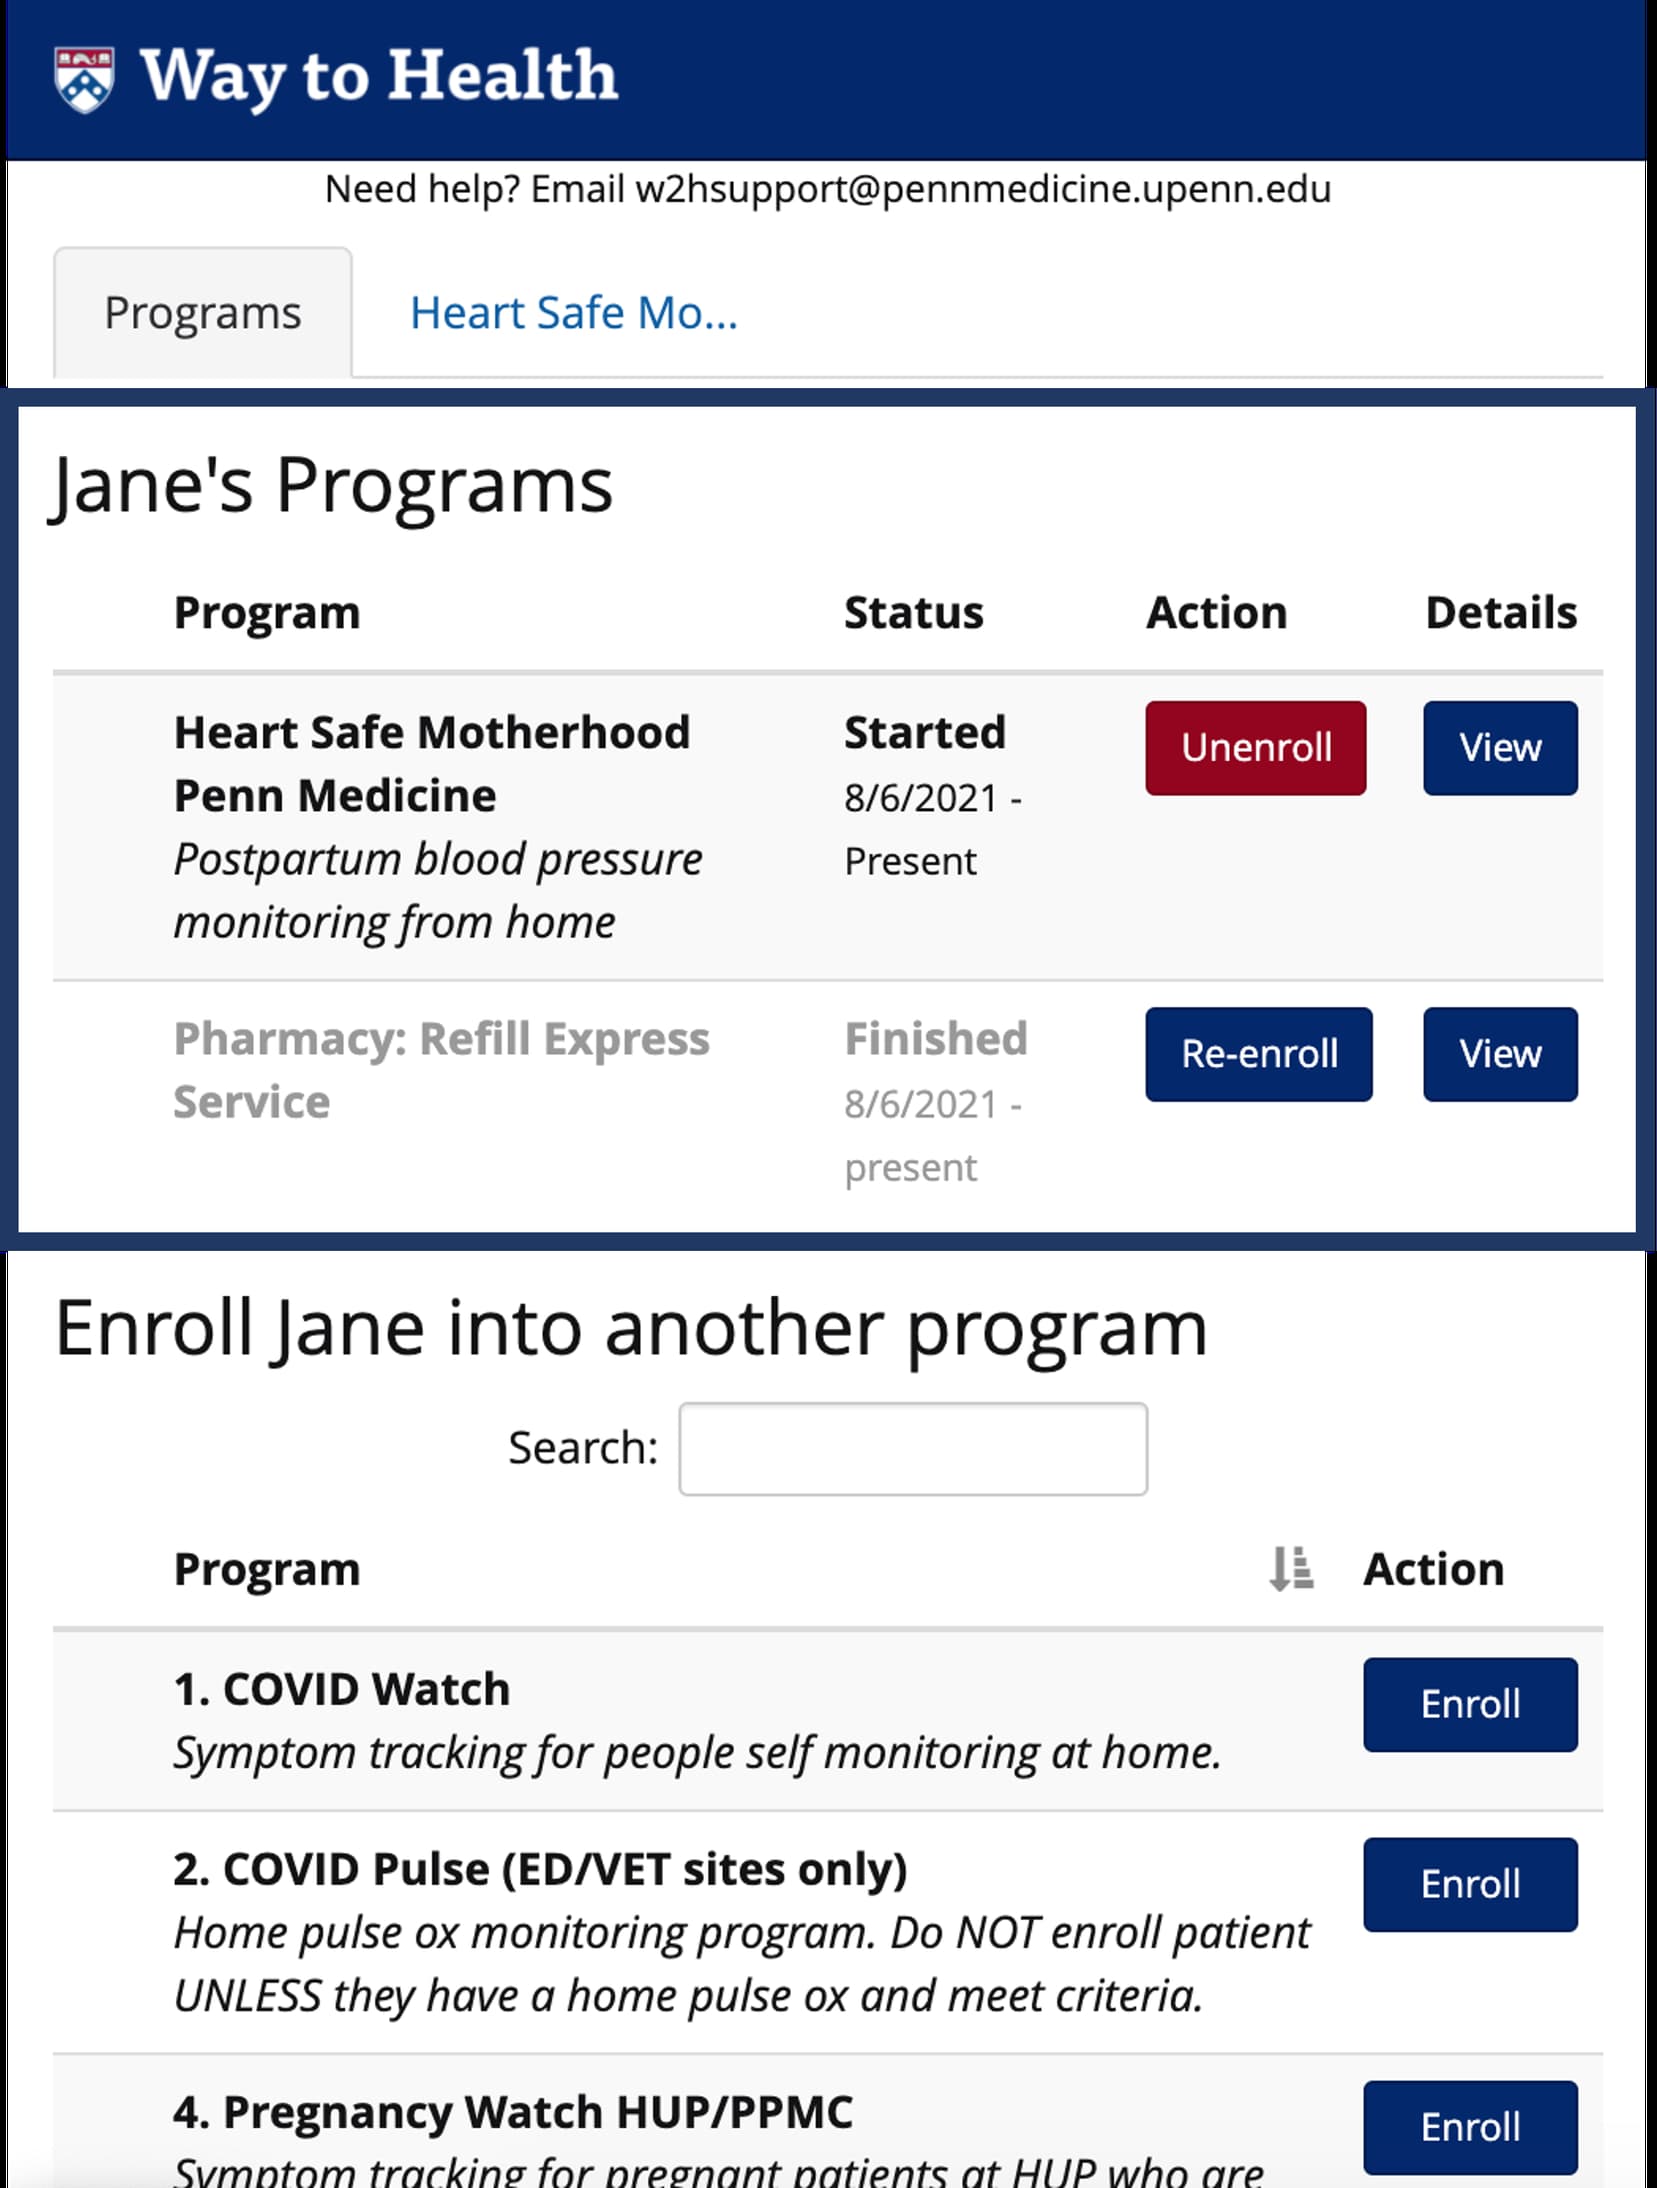 Way to Health
Need help? Email w2hsupport@pennmedicine.upenn.edu
Programs
Heart Safe Mo...
Jane's Programs
Program Status Action Details
Heart Safe Motherhood Started Unenroll View
Penn Medicine 8/6/2021 -
Postpartum blood pressure Present
monitoring from home
Pharmacy: Refill Express Finished Re-enroll View
Service 8/6/2021 -
present
Enroll Jane into another program
Search:
Program Action
1. COVID Watch Enroll
Symptom tracking for people self monitoring at home.
2. COVID Pulse (ED/VET sites only) Enroll
Home pulse ox monitoring program. Do NOT enroll patient
UNLESS they have a home pulse ox and meet criteria.
4. Pregnancy Watch HUP/PPMC Enroll
Symptom tracking for pregnant patients at HUP who are